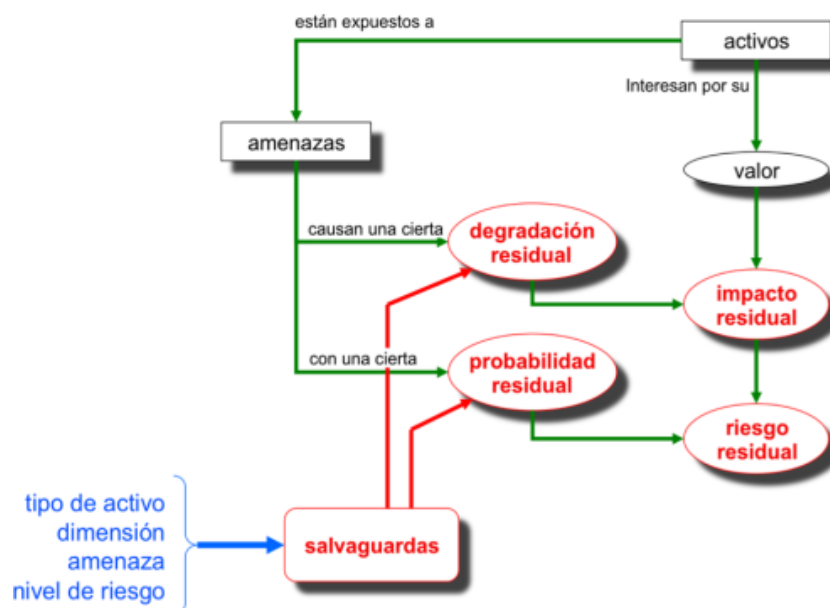 están expuestos a
activos
Interesan por su
amenazas
valor
causan una cierta
degradación
residual
impacto
residual
con una cierta
probabilidad
residual
riesgo
residual
tipo de activo
dimensión
amenaza
nivel de riesgo
salvaguardas